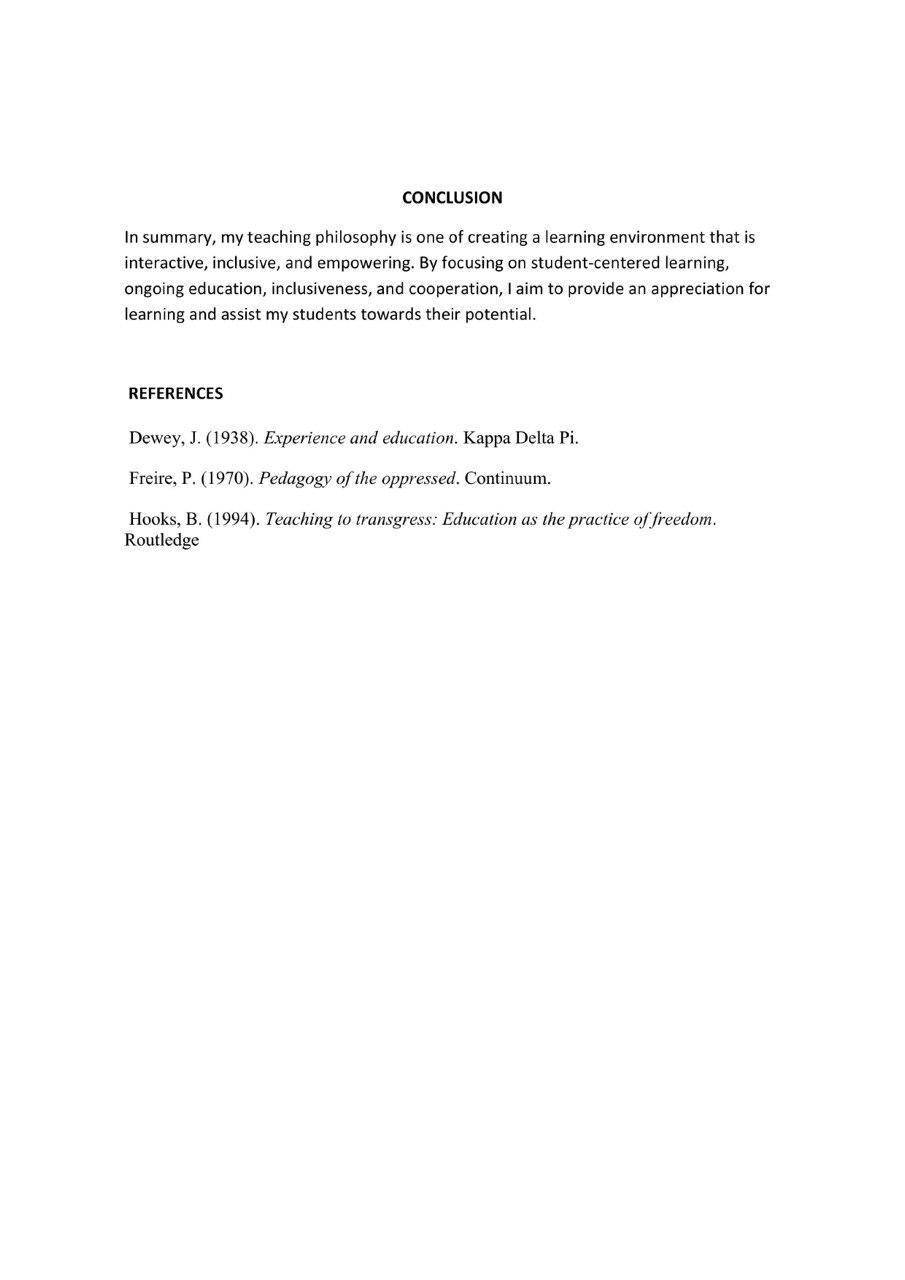 CONCLUSION
In summary, my teaching philosophy is one of creating a learning environment that is
interactive, inclusive, and empowering. By focusing on student-centered learning,
ongoing education, inclusiveness, and cooperation, I aim to provide an appreciation for
learning and assist my students towards their potential.
REFERENCES
Dewey, J. (1938). Experience and education. Kappa Delta Pi.
Freire, P. (1970). Pedagogy of the oppressed. Continuum.
Hooks, B. (1994). Teaching to transgress: Education as the practice of freedom.
Routledge